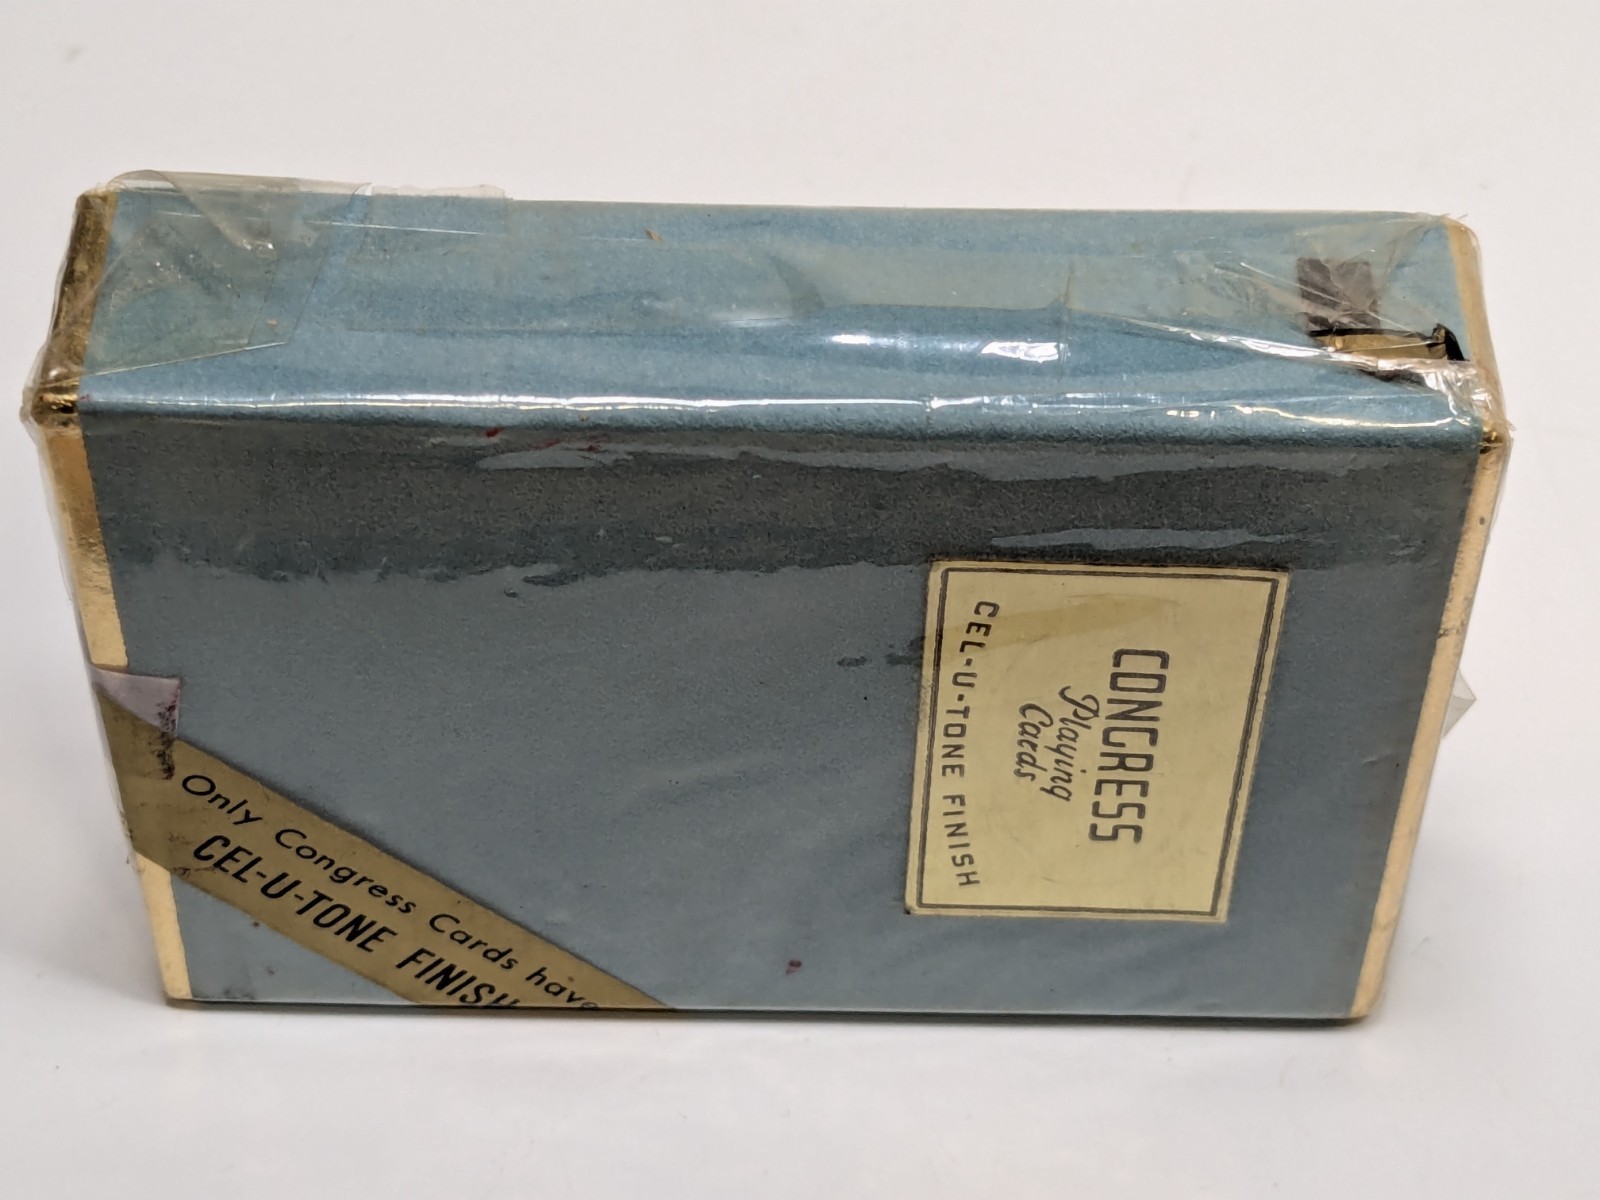 CONGRESS
Playing
Cards
CEL-U-TONE FINISH
Only Congress Cards have
CEL-U-TONE FINISH